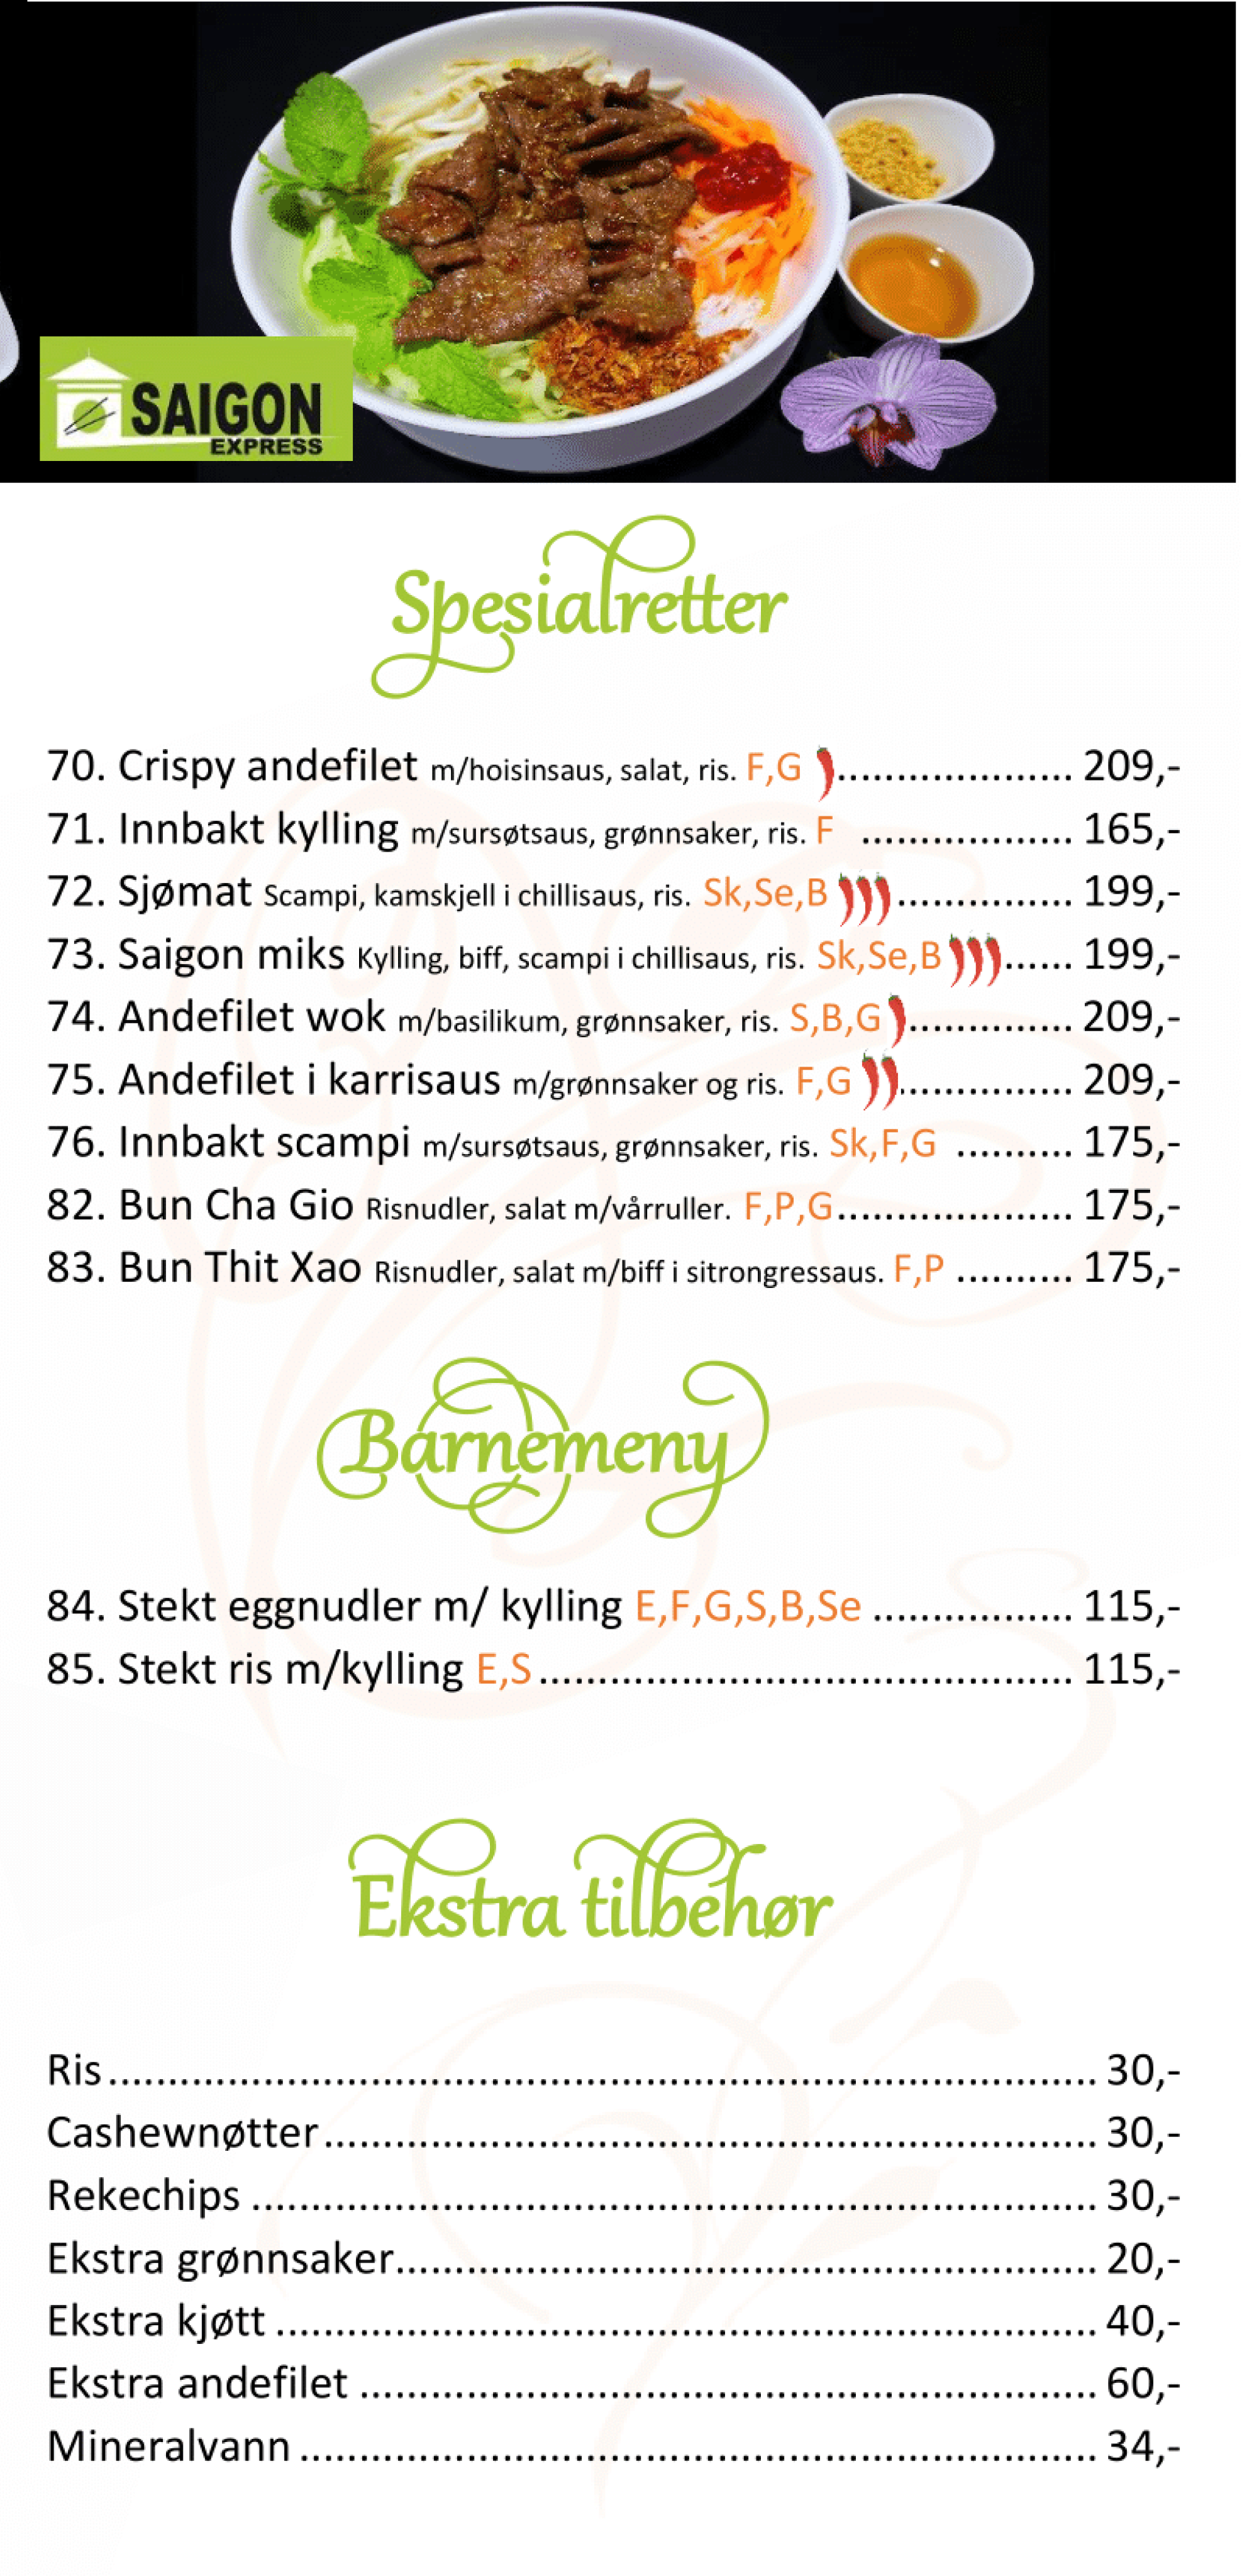 SAIGON
EXPRESS
Spesialretter
70. Crispy andefilet m/hoisinsaus, salat, ris. F,G .................... 209,-
71. Innbakt kylling m/sursøtsaus, grønnsaker, ris. F .................. 165,-
72. Sjømat Scampi, kamskjell i chillisaus, ris. Sk,Se,B ............... 199,-
73. Saigon miks Kylling, biff, scampi i chillisaus, ris. Sk,Se,B ...... 199,-
74. Andefilet wok m/basilikum, grønnsaker, ris. S,B,G .............. 209,-
75. Andefilet i karrisaus m/grønnsaker og ris. F,G ............... 209,-
76. Innbakt scampi m/sursøtsaus, grønnsaker, ris. Sk,F,G .......... 175,-
82. Bun Cha Gio Risnudler, salat m/vårruller. F,P,G.................... 175,-
83. Bun Thit Xao Risnudler, salat m/biff i sitrongressaus. F,P .......... 175,-
Barnemeny
84. Stekt eggnudler m/ kylling E,F,G,S,B,Se ................. 115,-
85. Stekt ris m/kylling E,S............................................. 115,-
Ekstra tilbehør
Ris................................................................................... 30,-
Cashewnøtter................................................................. 30,-
Rekechips ....................................................................... 30,-
Ekstra grønnsaker........................................................... 20,-
Ekstra kjøtt ..................................................................... 40,-
Ekstra andefilet .............................................................. 60,-
Mineralvann ................................................................... 34,-